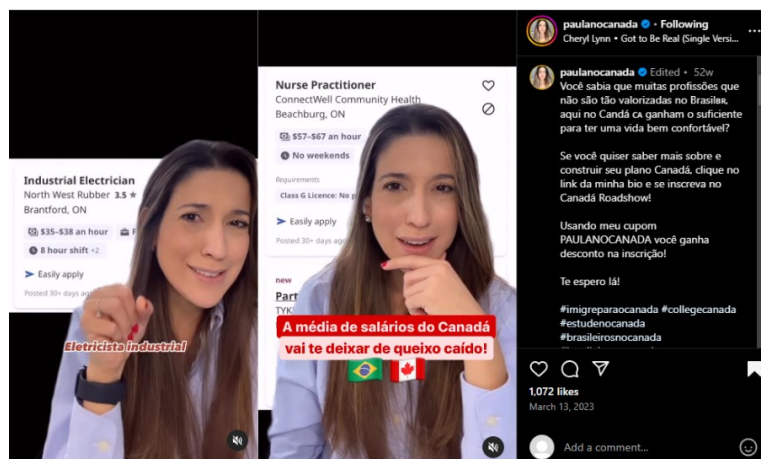 Industrial Electrician
North West Rubber 3.5 ★
Brantford, ON
$35–$38 an hour
8 hour shift +2
Easily apply
Posted 30+ days ago
Eletricista industrial
Nurse Practitioner
ConnectWell Community Health
Beachburg, ON
$57–$67 an hour
No weekends
Requirements
Class G Licence: No
Easily apply
Posted 30+ days ago
new
Part
TYK
A média de salários do Canadá
vai te deixar de queixo caído!
paulanocanada • Following
Cheryl Lynn • Got to Be Real (Single Versi...
paulanocanada Edited • 52w
Você sabia que muitas profissões que
não são tão valorizadas no Brasil🇧🇷,
aqui no Candá 🇨🇦 ganham o suficiente
para ter uma vida bem confortável?
Se você quiser saber mais sobre e
construir seu plano Canadá, clique no
link da minha bio e se inscreva no
Canadá Roadshow!
Usando meu cupom
PAULANOCANADA você ganha
desconto na inscrição!
Te espero lá!
#imigreparaocanada #collegecanada
#estudenocanada
#brasileirosnocanada
1,072 likes
March 13, 2023
Add a comment...